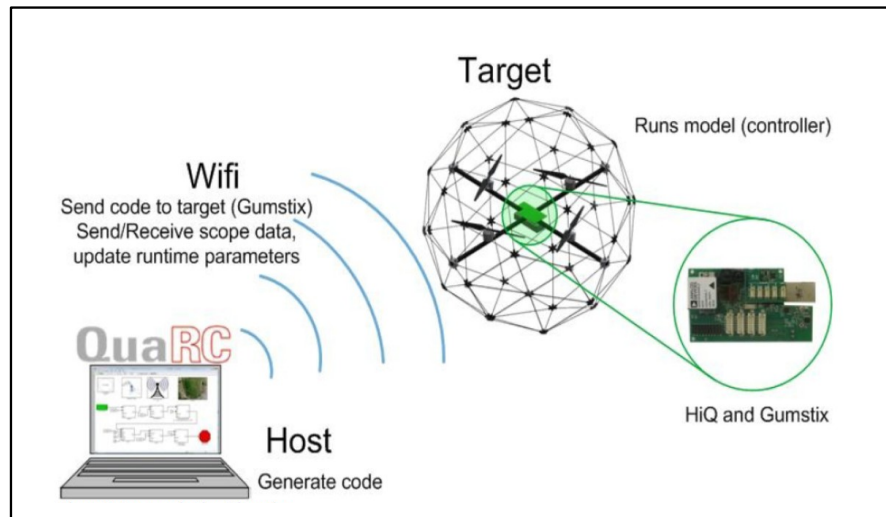 Target
Runs model (controller)
Wifi
Send code to target (Gumstix)
Send/Receive scope data,
update runtime parameters
QuaRC
Host
Generate code
HiQ and Gumstix